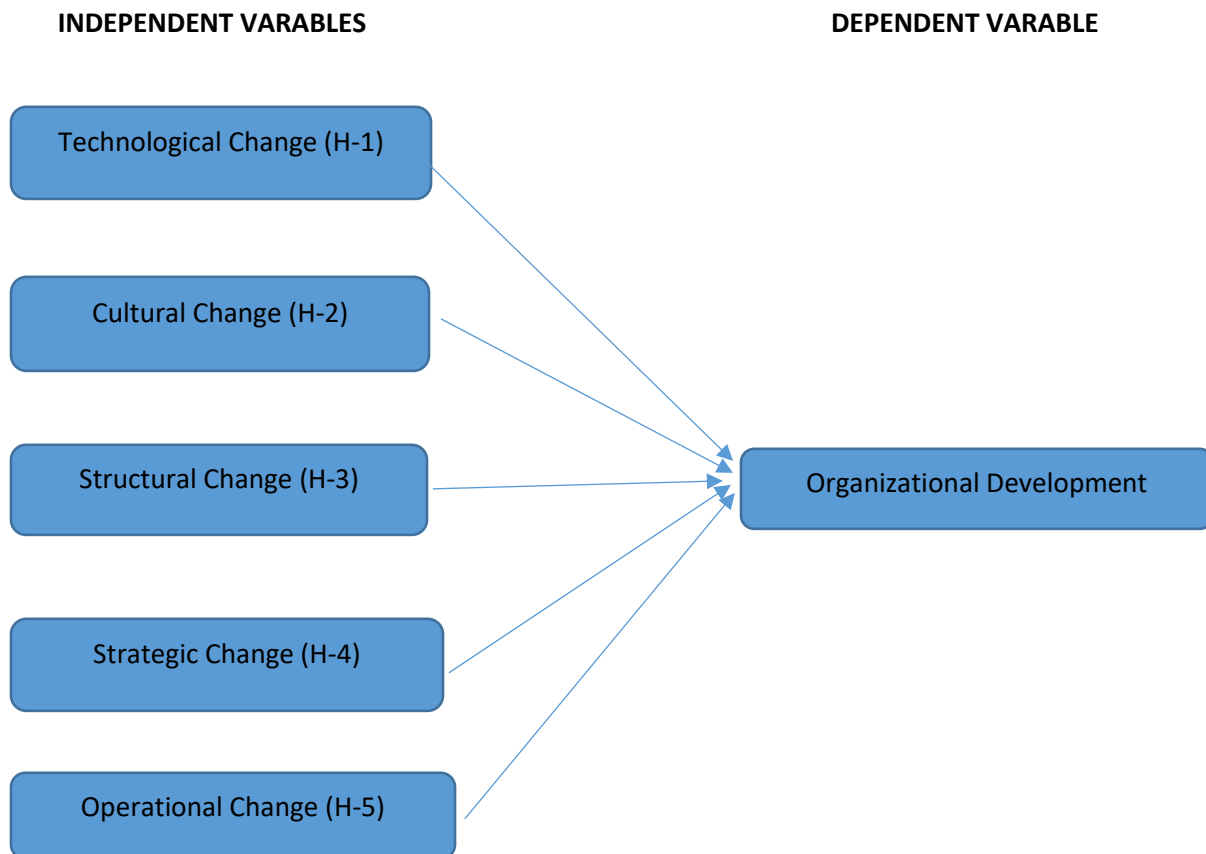 INDEPENDENT VARIABLES
DEPENDENT VARABLE
Technological Change (H-1)
Cultural Change (H-2)
Structural Change (H-3)
Organizational Development
Strategic Change (H-4)
Operational Change (H-5)